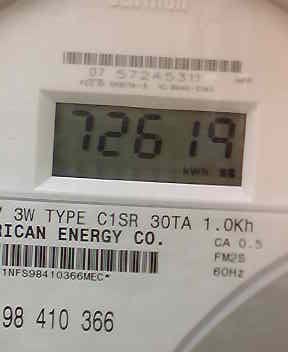 07 57245311
72619
kWh 88
3W TYPE C1SR 30TA 1.0Kh
RICAN ENERGY CO.
CA 0.5
FM2S
60Hz
1NFS98410366MEC*
98 410 366